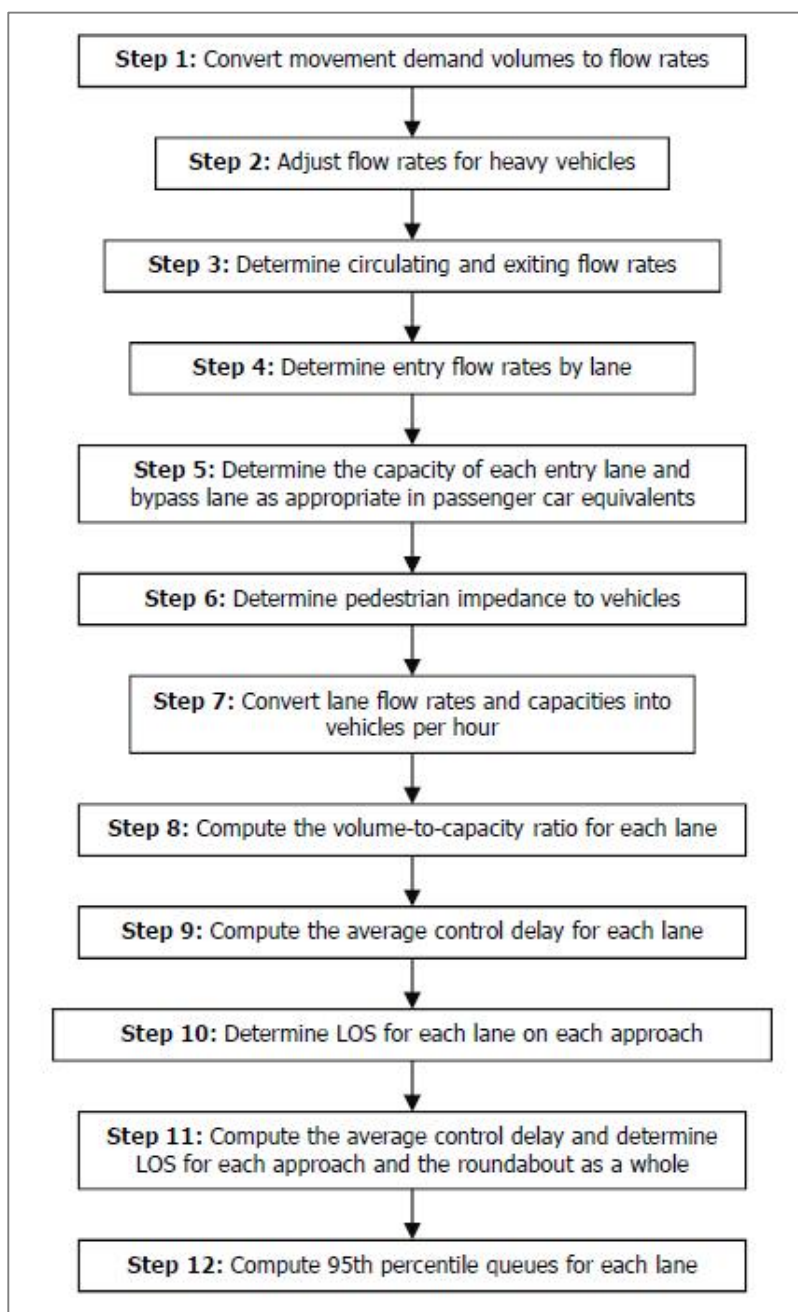 Step 1: Convert movement demand volumes to flow rates
Step 2: Adjust flow rates for heavy vehicles
Step 3: Determine circulating and exiting flow rates
Step 4: Determine entry flow rates by lane
Step 5: Determine the capacity of each entry lane and
bypass lane as appropriate in passenger car equivalents
Step 6: Determine pedestrian impedance to vehicles
Step 7: Convert lane flow rates and capacities into
vehicles per hour
Step 8: Compute the volume-to-capacity ratio for each lane
Step 9: Compute the average control delay for each lane
Step 10: Determine LOS for each lane on each approach
Step 11: Compute the average control delay and determine
LOS for each approach and the roundabout as a whole
Step 12: Compute 95th percentile queues for each lane